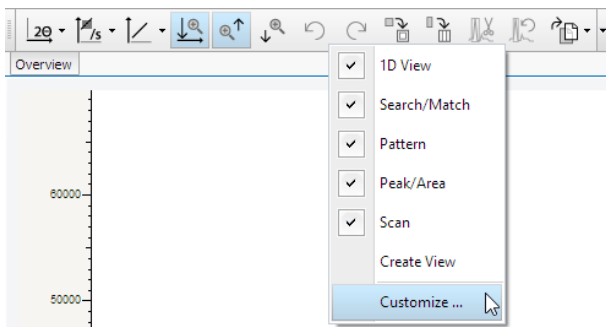 2Θ
/s
Overview
1D View
Search/Match
Pattern
Peak/Area
Scan
Create View
Customize ...
60000
50000